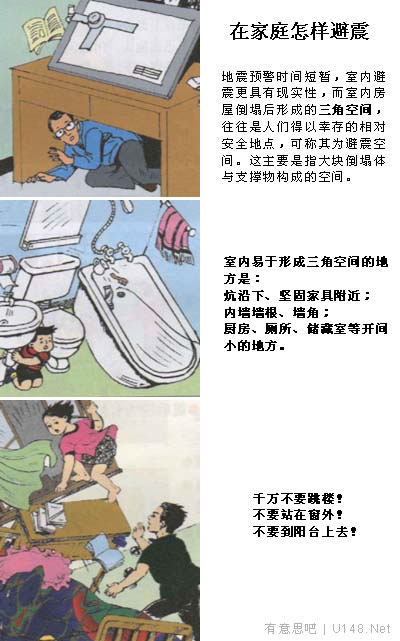 在家庭怎样避震
地震预警时间短暂，室内避
震更具有现实性，而室内房
屋倒塌后形成的三角空间，
往往是人们得以幸存的相对
安全地点，可称其为避震空
间。这主要是指大块倒塌体
与支撑物构成的空间。
室内易于形成三角空间的地
方是：
炕沿下、坚固家具附近；
内墙墙根、墙角；
厨房、厕所、储藏室等开间
小的地方。
千万不要跳楼！
不要站在窗外！
不要到阳台上去！
有意思吧 | U148.Net